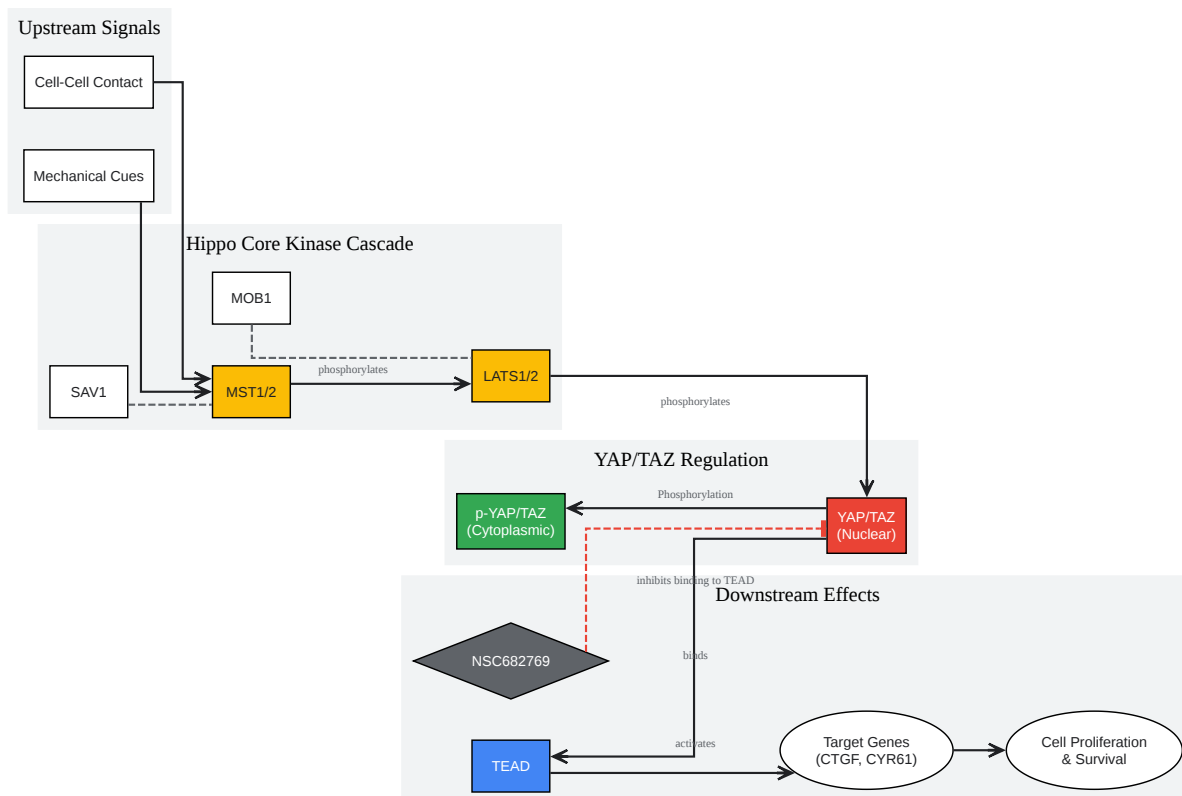 Upstream Signals
Cell-Cell Contact
Mechanical Cues
Hippo Core Kinase Cascade
MOB1
SAV1
MST1/2
phosphorylates
LATS1/2
phosphorylates
YAP/TAZ Regulation
p-YAP/TAZ
(Cytoplasmic)
Phosphorylation
YAP/TAZ
(Nuclear)
inhibits binding to TEAD
Downstream Effects
NSC682769
binds
TEAD
activates
Target Genes
(CTGF, CYR61)
Cell Proliferation
& Survival